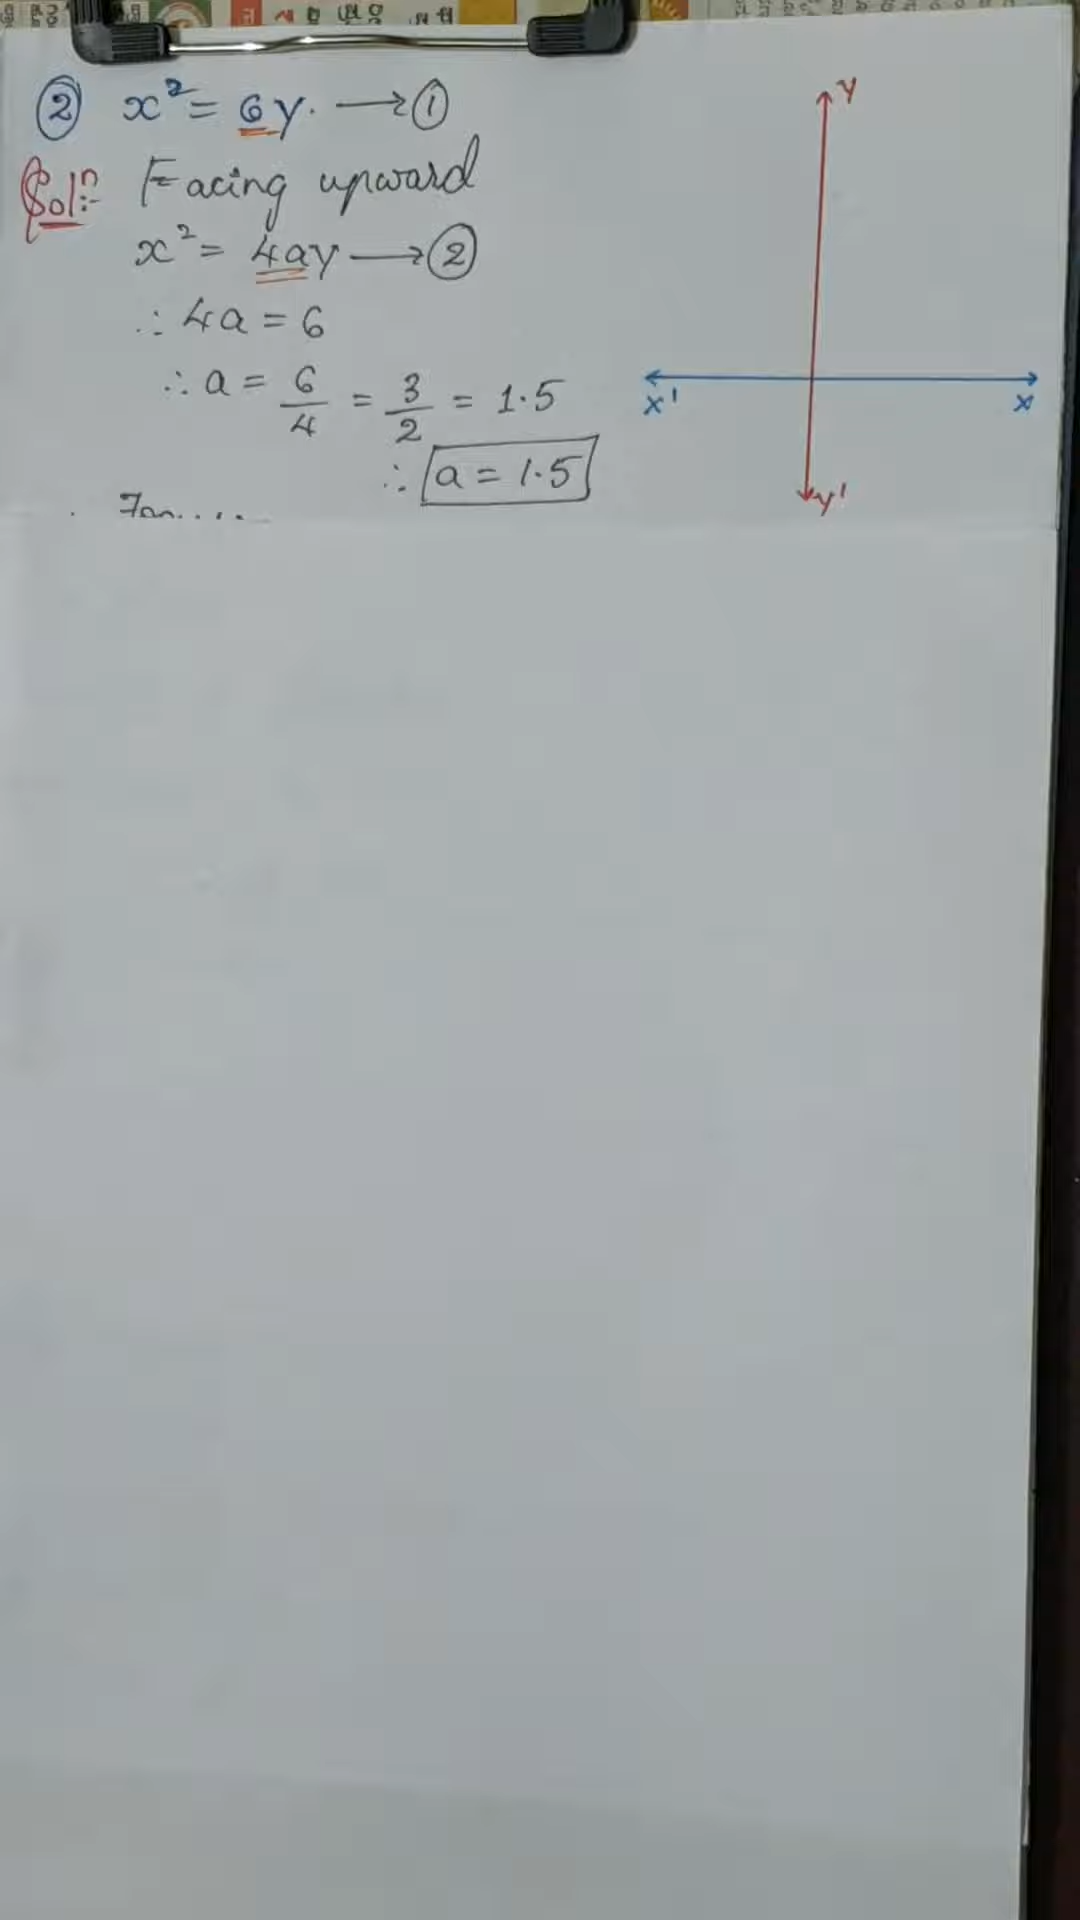 ② x² = 6y. → ①
Solⁿ:- Facing upward
x² = 4ay → ②
∴ 4a = 6
∴ a = 6/4 = 3/2 = 1.5
∴ a = 1.5
Y
X' X
Y'